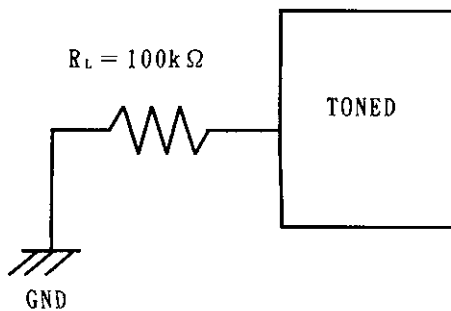 R_L = 100kΩ
TONED
GND